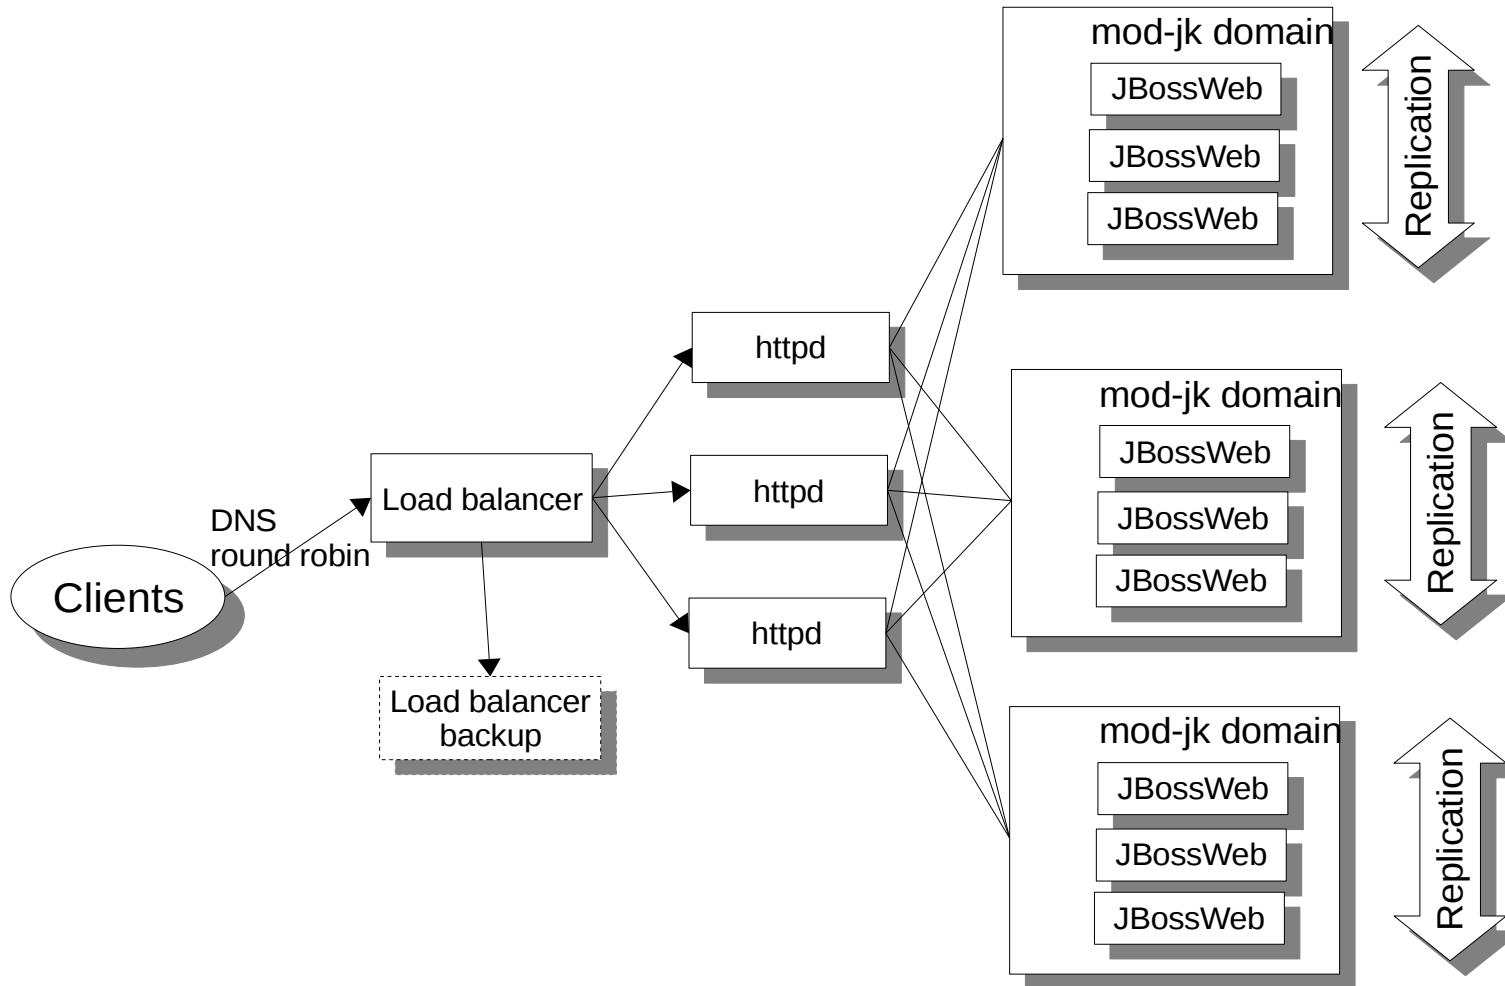 Clients
DNS
round robin
Load balancer
Load balancer
backup
httpd
httpd
httpd
mod-jk domain
JBossWeb
JBossWeb
JBossWeb
Replication
mod-jk domain
JBossWeb
JBossWeb
JBossWeb
Replication
mod-jk domain
JBossWeb
JBossWeb
JBossWeb
Replication